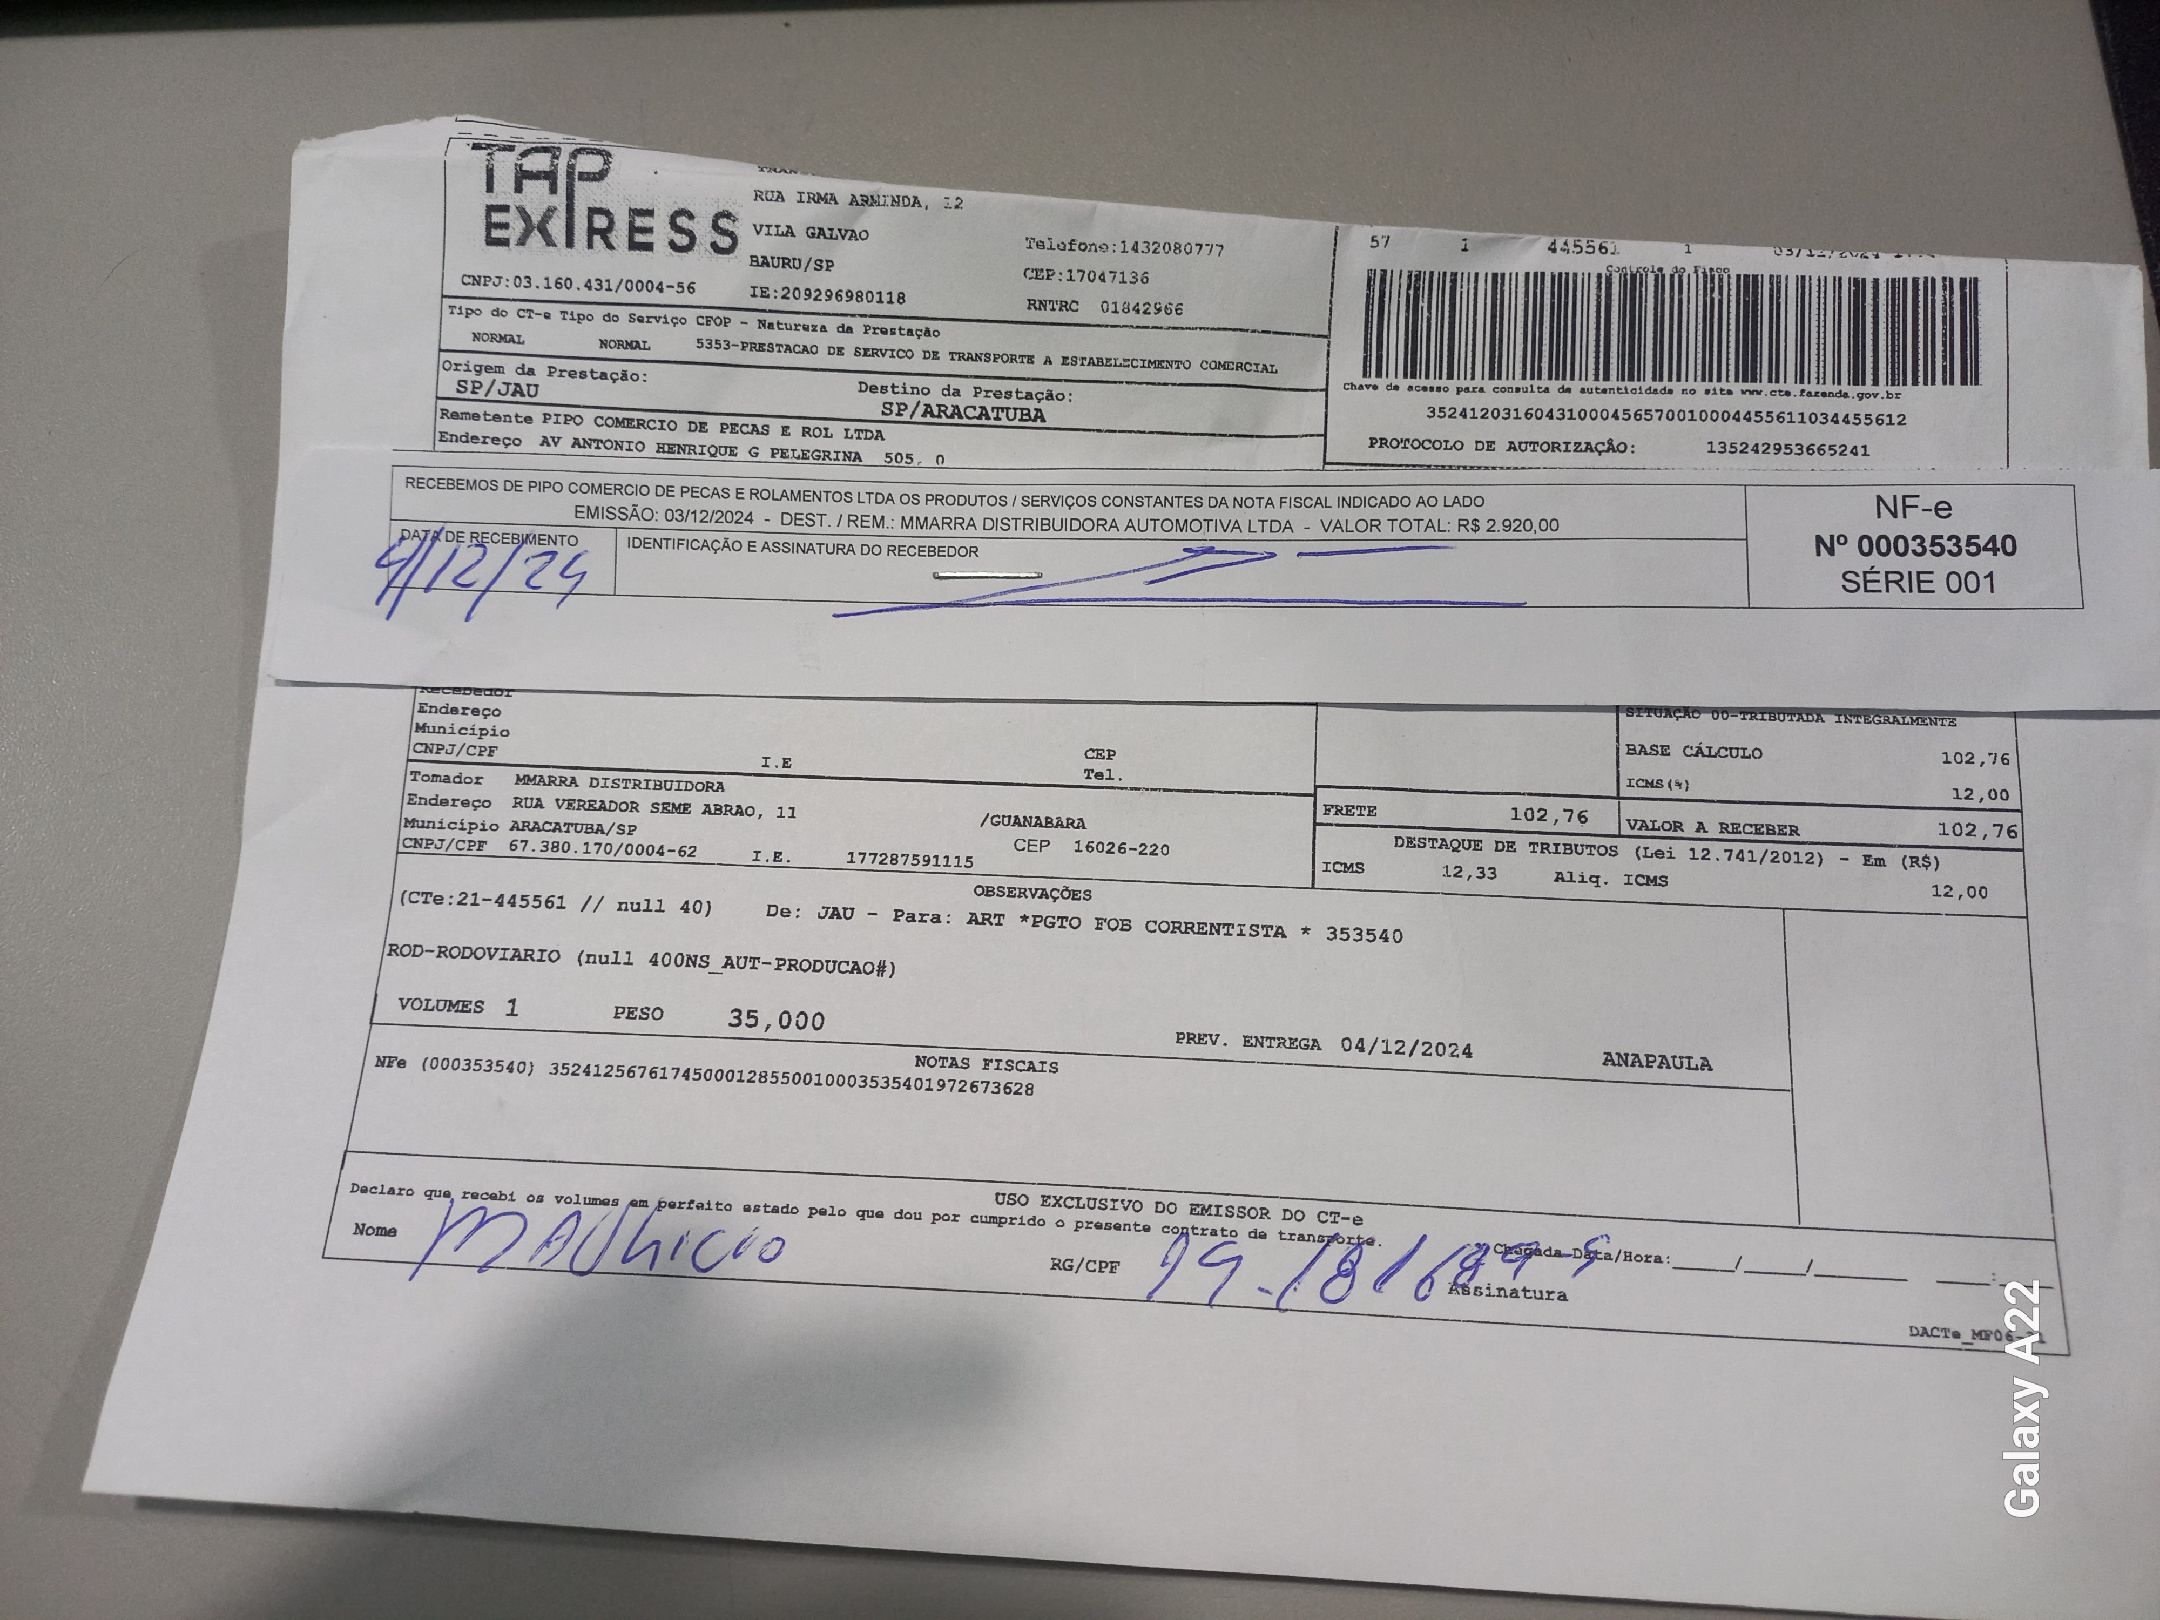 TAP
EXPRESS
RUA IRMA ARMINDA, 12
VILA GALVAO
BAURU/SP
Telefone:1432080777
CEP:17047136
CNPJ:03.160.431/0004-56
IE:209296980118
RNTRC 01842966
57 1 445561 1
Controle do Fisco
Tipo do CT-e Tipo do Serviço CFOP - Natureza da Prestação
NORMAL NORMAL 5353-PRESTACAO DE SERVICO DE TRANSPORTE A ESTABELECIMENTO COMERCIAL
Origem da Prestação: Destino da Prestação:
SP/JAU SP/ARACATUBA
Remetente PIPO COMERCIO DE PECAS E ROL LTDA
Endereço AV ANTONIO HENRIQUE G PELEGRINA 505, 0
Chave de acesso para consulta de autenticidade no site www.cte.fazenda.gov.br
35241203160431000456570010004455611034455612
PROTOCOLO DE AUTORIZAÇÃO: 135242953665241
RECEBEMOS DE PIPO COMERCIO DE PECAS E ROLAMENTOS LTDA OS PRODUTOS / SERVIÇOS CONSTANTES DA NOTA FISCAL INDICADO AO LADO
EMISSÃO: 03/12/2024 - DEST. / REM.: MMARRA DISTRIBUIDORA AUTOMOTIVA LTDA - VALOR TOTAL: R$ 2.920,00
DATA DE RECEBIMENTO
IDENTIFICAÇÃO E ASSINATURA DO RECEBEDOR
4/12/24
NF-e
Nº 000353540
SÉRIE 001
Recebedor
Endereço
Município
CNPJ/CPF I.E CEP
Tel.
SITUAÇÃO 00-TRIBUTADA INTEGRALMENTE
BASE CÁLCULO 102,76
ICMS(%) 12,00
Tomador MMARRA DISTRIBUIDORA
Endereço RUA VEREADOR SEME ABRAO, 11 /GUANABARA
Município ARACATUBA/SP CEP 16026-220
CNPJ/CPF 67.380.170/0004-62 I.E. 177287591115
FRETE 102,76 VALOR A RECEBER 102,76
DESTAQUE DE TRIBUTOS (Lei 12.741/2012) - Em (R$)
ICMS 12,33 Aliq. ICMS 12,00
OBSERVAÇÕES
(CTe:21-445561 // null 40) De: JAU - Para: ART *PGTO FOB CORRENTISTA * 353540
ROD-RODOVIARIO (null 400NS_AUT-PRODUCAO#)
VOLUMES 1 PESO 35,000
PREV. ENTREGA 04/12/2024 ANAPAULA
NOTAS FISCAIS
NFe (000353540) 35241256761745000128550010003535401972673628
USO EXCLUSIVO DO EMISSOR DO CT-e
Declaro que recebi os volumes em perfeito estado pelo que dou por cumprido o presente contrato de transporte.
Nome MAURICIO RG/CPF Chegada Data/Hora:___/___/_____ ___:___
Assinatura
DACTe_MF06-
Galaxy A22